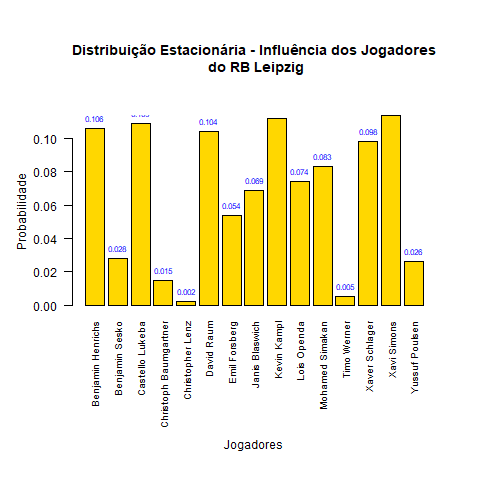 Distribuição Estacionária - Influência dos Jogadores
do RB Leipzig
Probabilidade
0.10
0.08
0.06
0.04
0.02
0.00
0.106
0.028
0.015
0.002
0.104
0.054
0.069
0.074
0.083
0.005
0.098
0.026
Benjamin Henrichs
Benjamin Sesko
Castello Lukeba
Christoph Baumgartner
Christopher Lenz
David Raum
Emil Forsberg
Janis Blaswich
Kevin Kampl
Lois Openda
Mohamed Simakan
Timo Werner
Xaver Schlager
Xavi Simons
Yussuf Poulsen
Jogadores